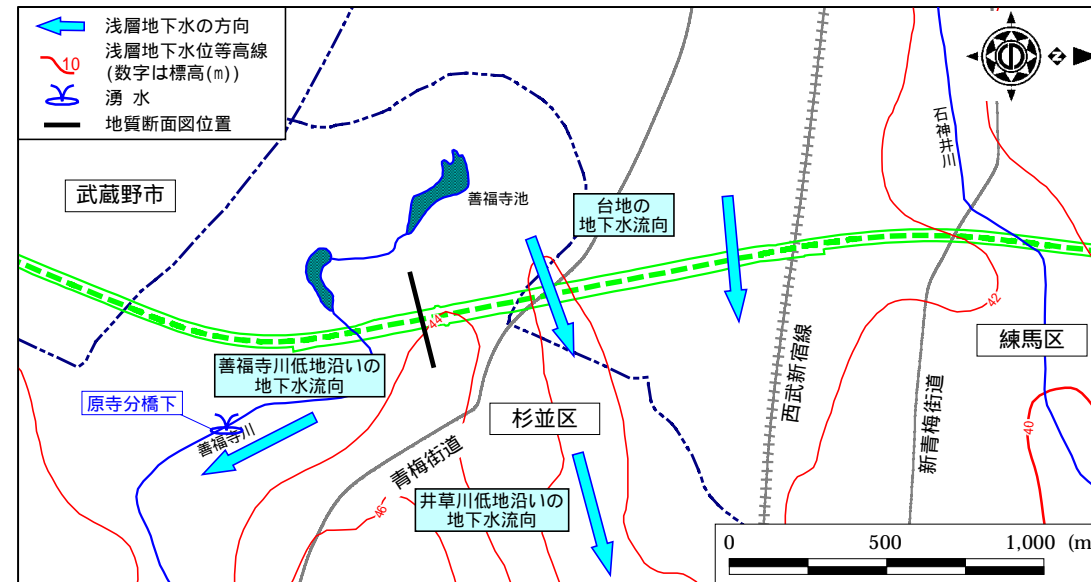 浅層地下水の方向
浅層地下水位等高線
(数字は標高(m))
10
湧 水
地質断面図位置
武蔵野市
善福寺池
台地の
地下水流向
石神井川
42
44
練馬区
西武新宿線
善福寺川低地沿いの
地下水流向
原寺分橋下
善福寺川
杉並区
新青梅街道
40
青梅街道
46
井草川低地沿いの
地下水流向
0
500
1,000
(m